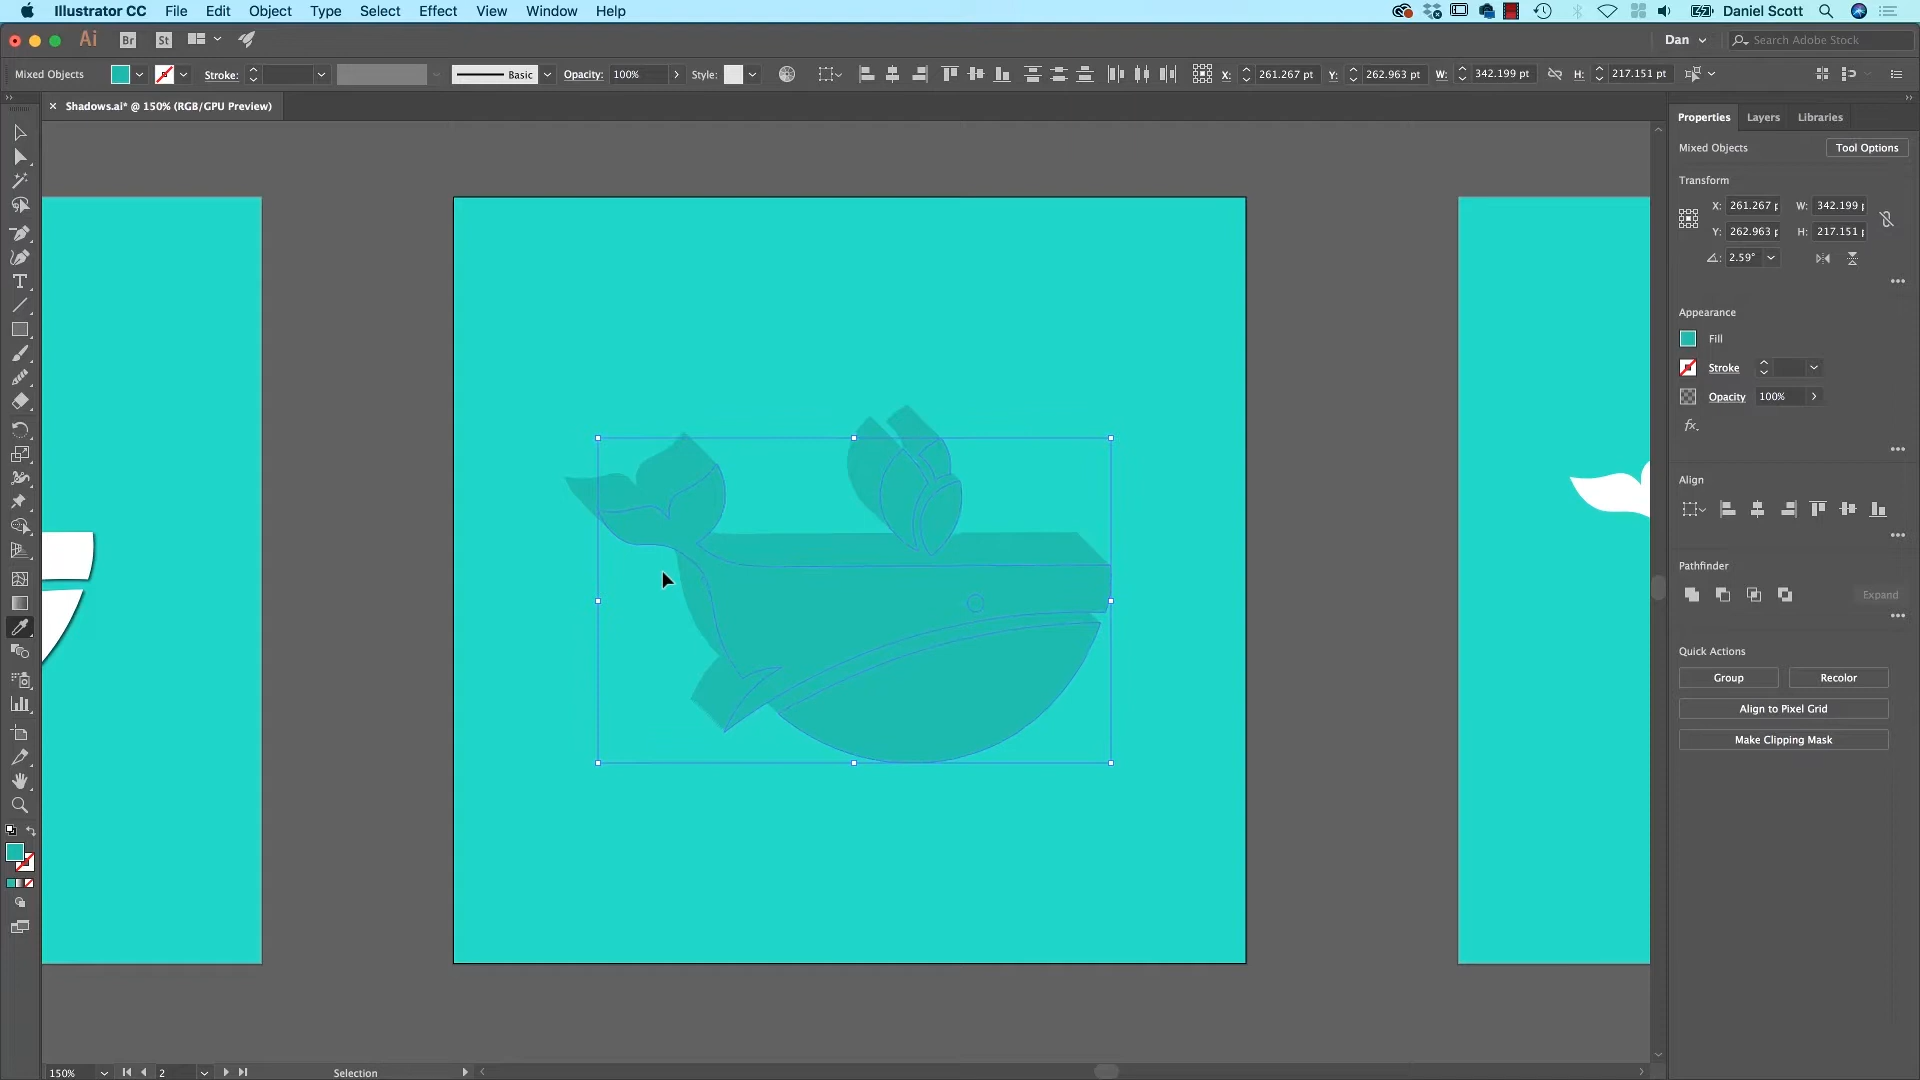 Illustrator CC File Edit Object Type Select Effect View Window Help Daniel Scott
Ai Br St Dan Search Adobe Stock
Mixed Objects Stroke: Basic Opacity: 100% Style: X: 261.267 pt Y: 262.963 pt W: 342.199 pt H: 217.151 pt
Shadows.ai* @ 150% (RGB/GPU Preview)
Properties Layers Libraries
Mixed Objects Tool Options
Transform
X: 261.267 p W: 342.199 p
Y: 262.963 p H: 217.151 p
2.59°
Appearance
Fill
Stroke
Opacity 100%
fx.
Align
Pathfinder
Expand
Quick Actions
Group Recolor
Align to Pixel Grid
Make Clipping Mask
150% 2 Selection